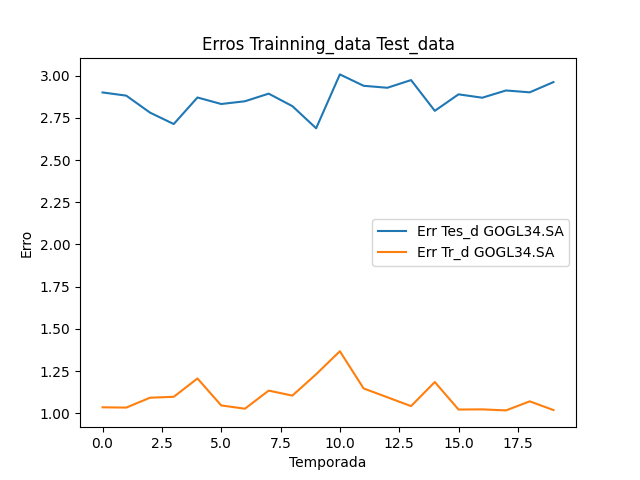 Erros Trainning_data Test_data
3.00
2.75
2.50
2.25
2.00
1.75
1.50
1.25
1.00
Erro
Err Tes_d GOGL34.SA
Err Tr_d GOGL34.SA
0.0 2.5 5.0 7.5 10.0 12.5 15.0 17.5
Temporada